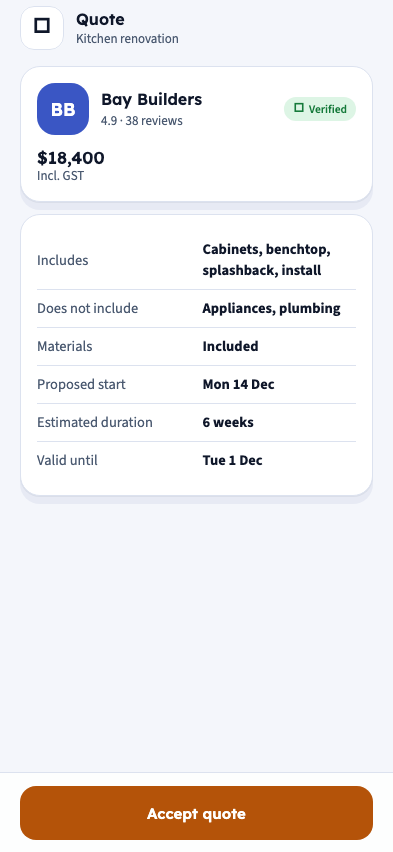 Quote
Kitchen renovation
BB
Bay Builders
4.9 · 38 reviews
Verified
$18,400
Incl. GST
Includes
Cabinets, benchtop,
splashback, install
Does not include
Appliances, plumbing
Materials
Included
Proposed start
Mon 14 Dec
Estimated duration
6 weeks
Valid until
Tue 1 Dec
Accept quote